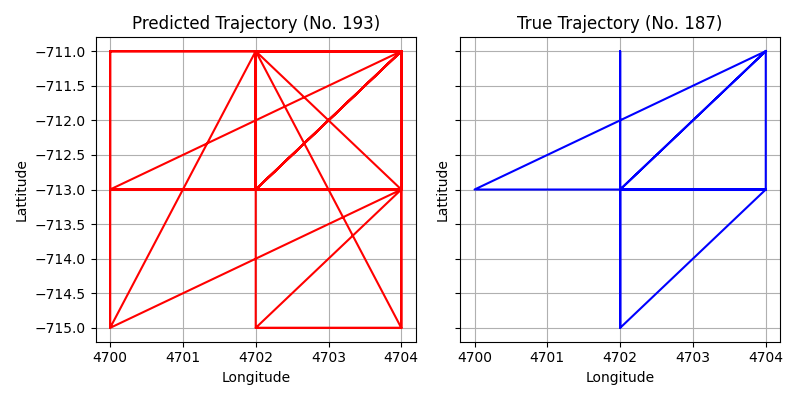 Predicted Trajectory (No. 193)
True Trajectory (No. 187)
−711.0
−711.5
−712.0
−712.5
−713.0
−713.5
−714.0
−714.5
−715.0
Lattitude
Lattitude
4700 4701 4702 4703 4704
4700 4701 4702 4703 4704
Longitude
Longitude